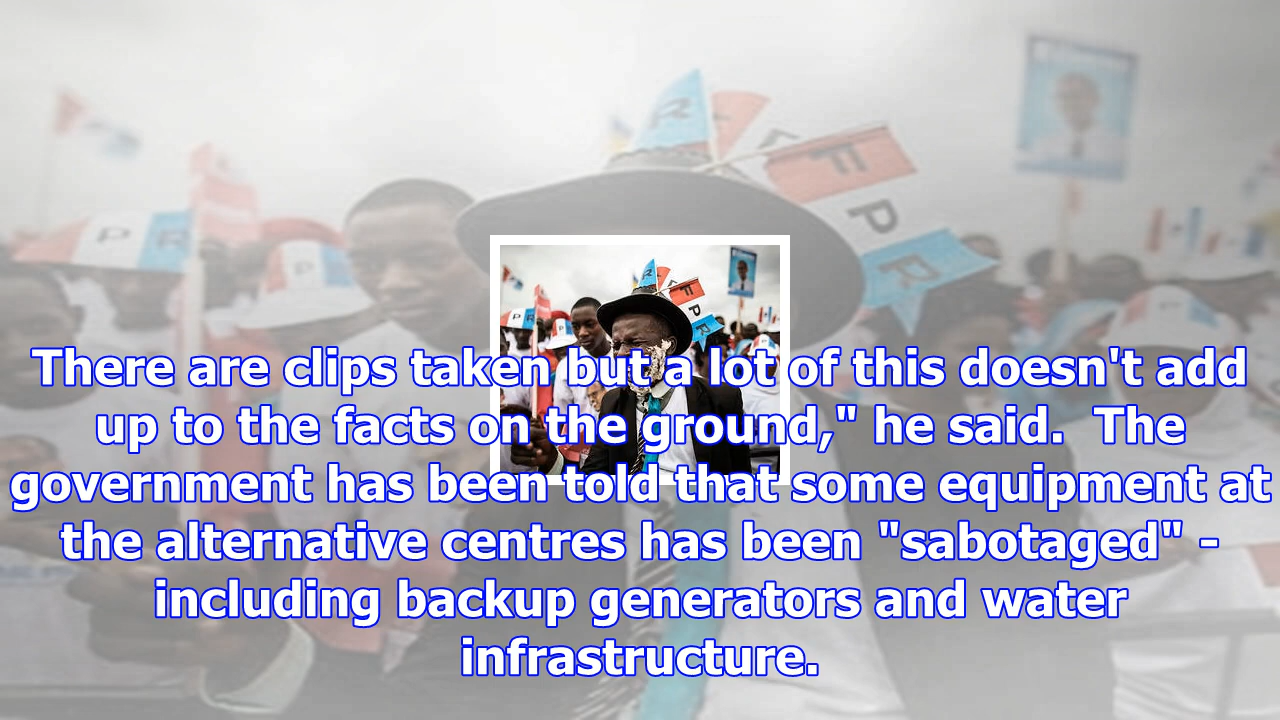 R
F
P
R
P R
P
F
P
R
P R
P
There are clips taken but a lot of this doesn't add
up to the facts on the ground," he said.  The
government has been told that some equipment at
the alternative centres has been "sabotaged" -
including backup generators and water
infrastructure.